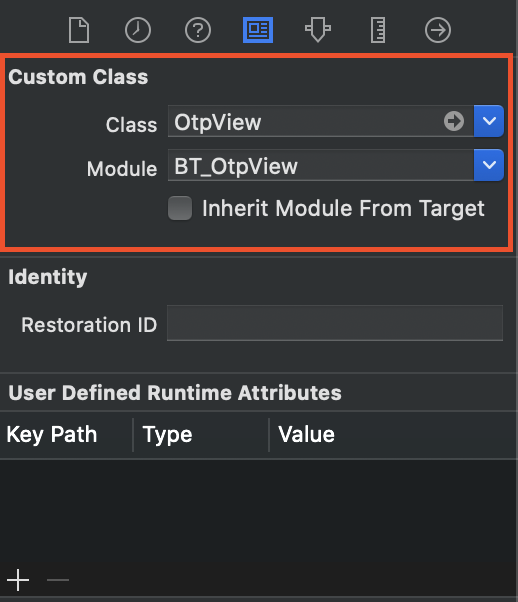 Custom Class
Class OtpView
Module BT_OtpView
Inherit Module From Target
Identity
Restoration ID
User Defined Runtime Attributes
Key Path Type Value